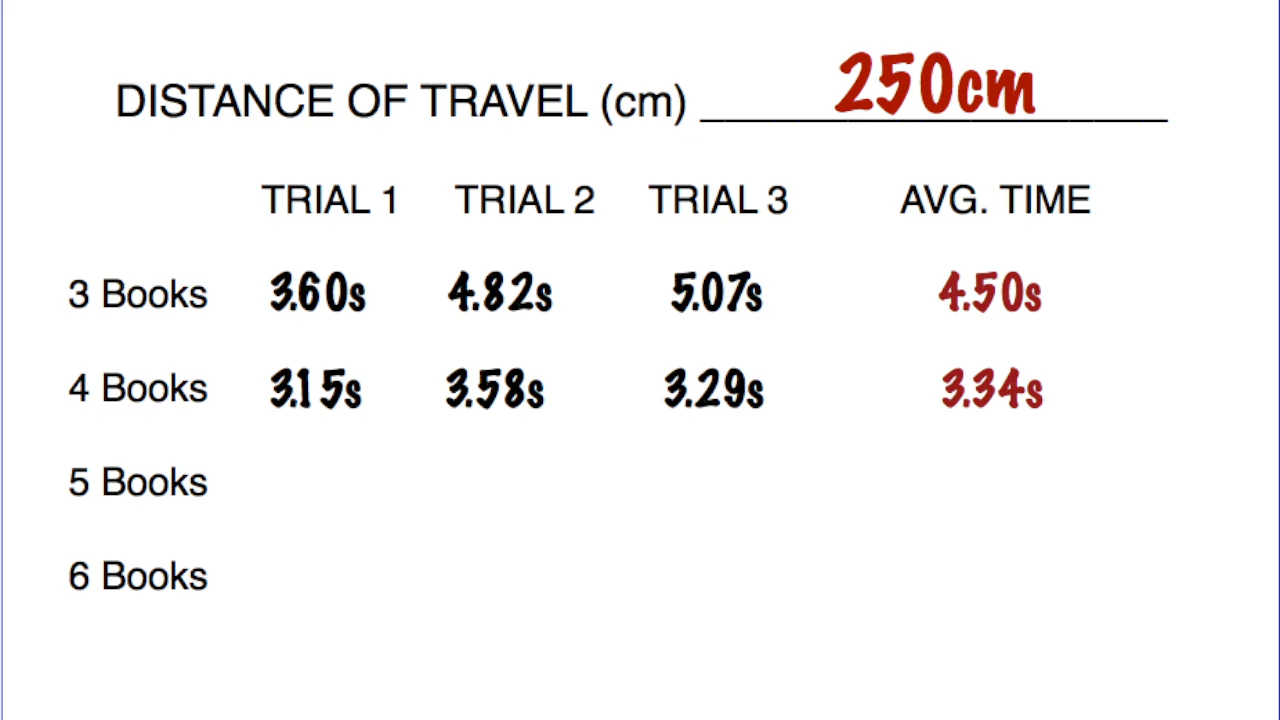 DISTANCE OF TRAVEL (cm) ___________________ 250cm
TRIAL 1 TRIAL 2 TRIAL 3 AVG. TIME
3 Books 3.60s 4.82s 5.07s 4.50s
4 Books 3.15s 3.58s 3.29s 3.34s
5 Books
6 Books